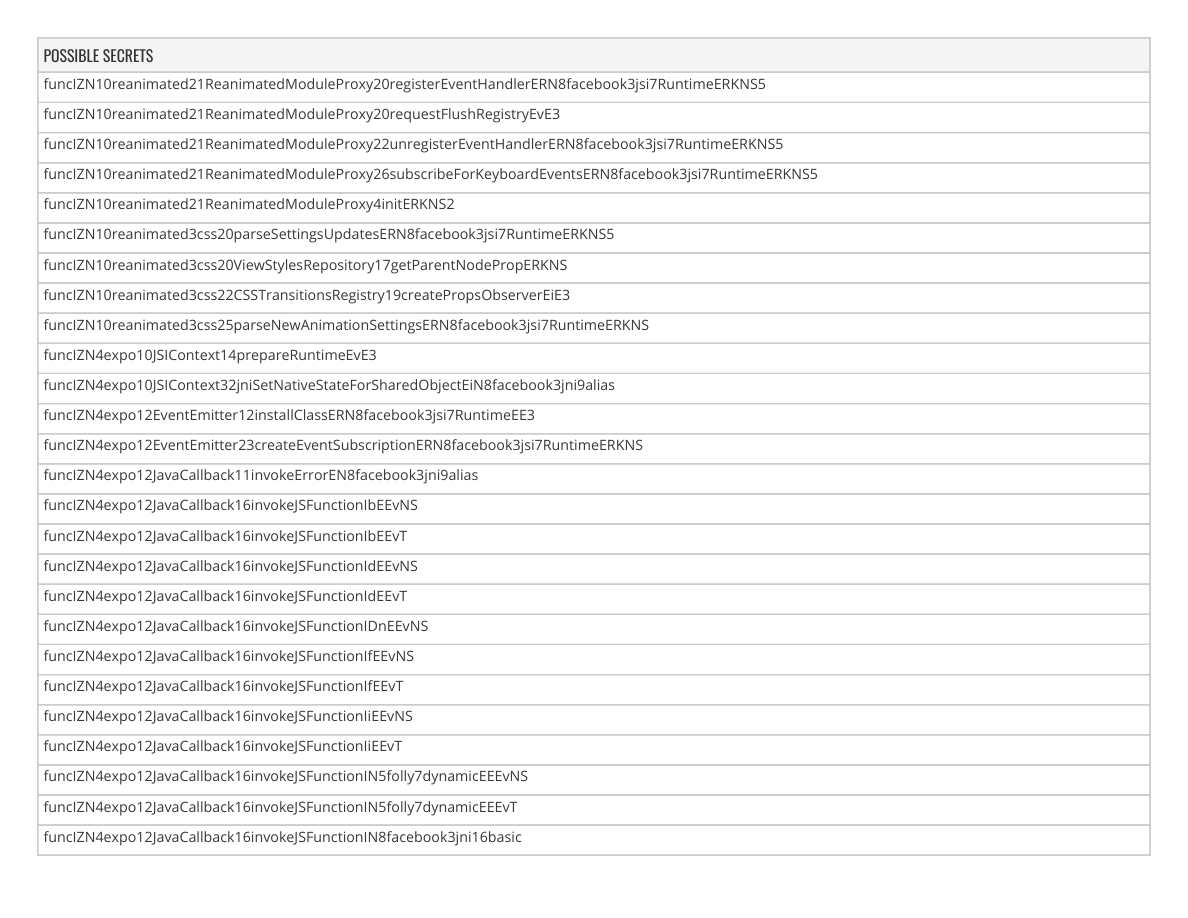 POSSIBLE SECRETS
funcIZN10reanimated21ReanimatedModuleProxy20registerEventHandlerERN8facebook3jsi7RuntimeERKNS5
funcIZN10reanimated21ReanimatedModuleProxy20requestFlushRegistryEvE3
funcIZN10reanimated21ReanimatedModuleProxy22unregisterEventHandlerERN8facebook3jsi7RuntimeERKNS5
funcIZN10reanimated21ReanimatedModuleProxy26subscribeForKeyboardEventsERN8facebook3jsi7RuntimeERKNS5
funcIZN10reanimated21ReanimatedModuleProxy4initERKNS2
funcIZN10reanimated3css20parseSettingsUpdatesERN8facebook3jsi7RuntimeERKNS5
funcIZN10reanimated3css20ViewStylesRepository17getParentNodePropERKNS
funcIZN10reanimated3css22CSSTransitionsRegistry19createPropsObserverEiE3
funcIZN10reanimated3css25parseNewAnimationSettingsERN8facebook3jsi7RuntimeERKNS
funcIZN4expo10JSIContext14prepareRuntimeEvE3
funcIZN4expo10JSIContext32jniSetNativeStateForSharedObjectEiN8facebook3jni9alias
funcIZN4expo12EventEmitter12installClassERN8facebook3jsi7RuntimeEE3
funcIZN4expo12EventEmitter23createEventSubscriptionERN8facebook3jsi7RuntimeERKNS
funcIZN4expo12JavaCallback11invokeErrorEN8facebook3jni9alias
funcIZN4expo12JavaCallback16invokeJSFunctionIbEEvNS
funcIZN4expo12JavaCallback16invokeJSFunctionIbEEvT
funcIZN4expo12JavaCallback16invokeJSFunctionIdEEvNS
funcIZN4expo12JavaCallback16invokeJSFunctionIdEEvT
funcIZN4expo12JavaCallback16invokeJSFunctionIDnEEvNS
funcIZN4expo12JavaCallback16invokeJSFunctionIfEEvNS
funcIZN4expo12JavaCallback16invokeJSFunctionIfEEvT
funcIZN4expo12JavaCallback16invokeJSFunctionIiEEvNS
funcIZN4expo12JavaCallback16invokeJSFunctionIiEEvT
funcIZN4expo12JavaCallback16invokeJSFunctionIN5folly7dynamicEEEvNS
funcIZN4expo12JavaCallback16invokeJSFunctionIN5folly7dynamicEEEvT
funcIZN4expo12JavaCallback16invokeJSFunctionIN8facebook3jni16basic